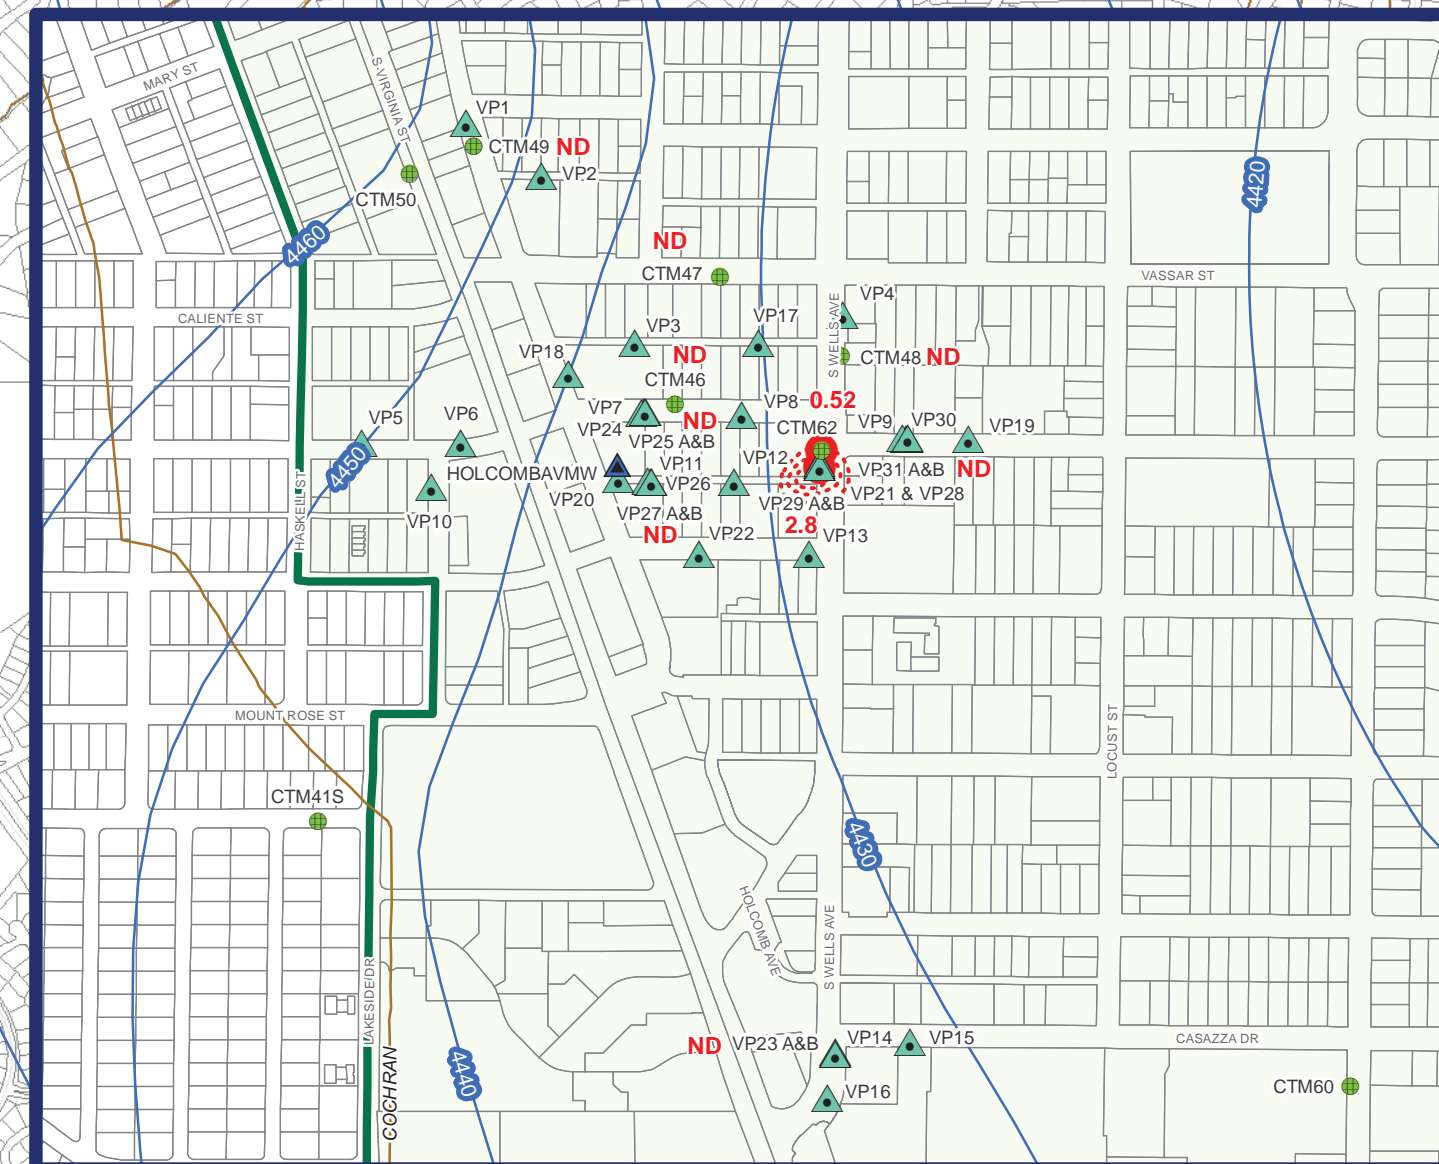 MARY ST
S VIRGINIA ST
VP1
CTM49 ND
VP2
CTM50
4420
4460
ND
CTM47
VASSAR ST
S WELLS AVE
VP4
CALIENTE ST
VP3
VP17
VP18
ND
CTM48 ND
CTM46
0.52
VP7
VP8
VP5
VP6
VP24
ND
CTM62
VP9
VP30
VP19
VP25 A&B
4450
HOLCOMBAVMW
VP11
VP12
VP31 A&B
ND
VP20
VP26
VP10
VP27 A&B
VP29 A&B
VP21 & VP28
HASKELL ST
ND
VP22
2.8
VP13
MOUNT ROSE ST
LOCUST ST
CTM41S
4430
HOLCOMB AVE
S WELLS AVE
LAKESIDE DR
ND
VP23 A&B
VP14
VP15
CASAZZA DR
4440
COCHRAN
VP16
CTM60